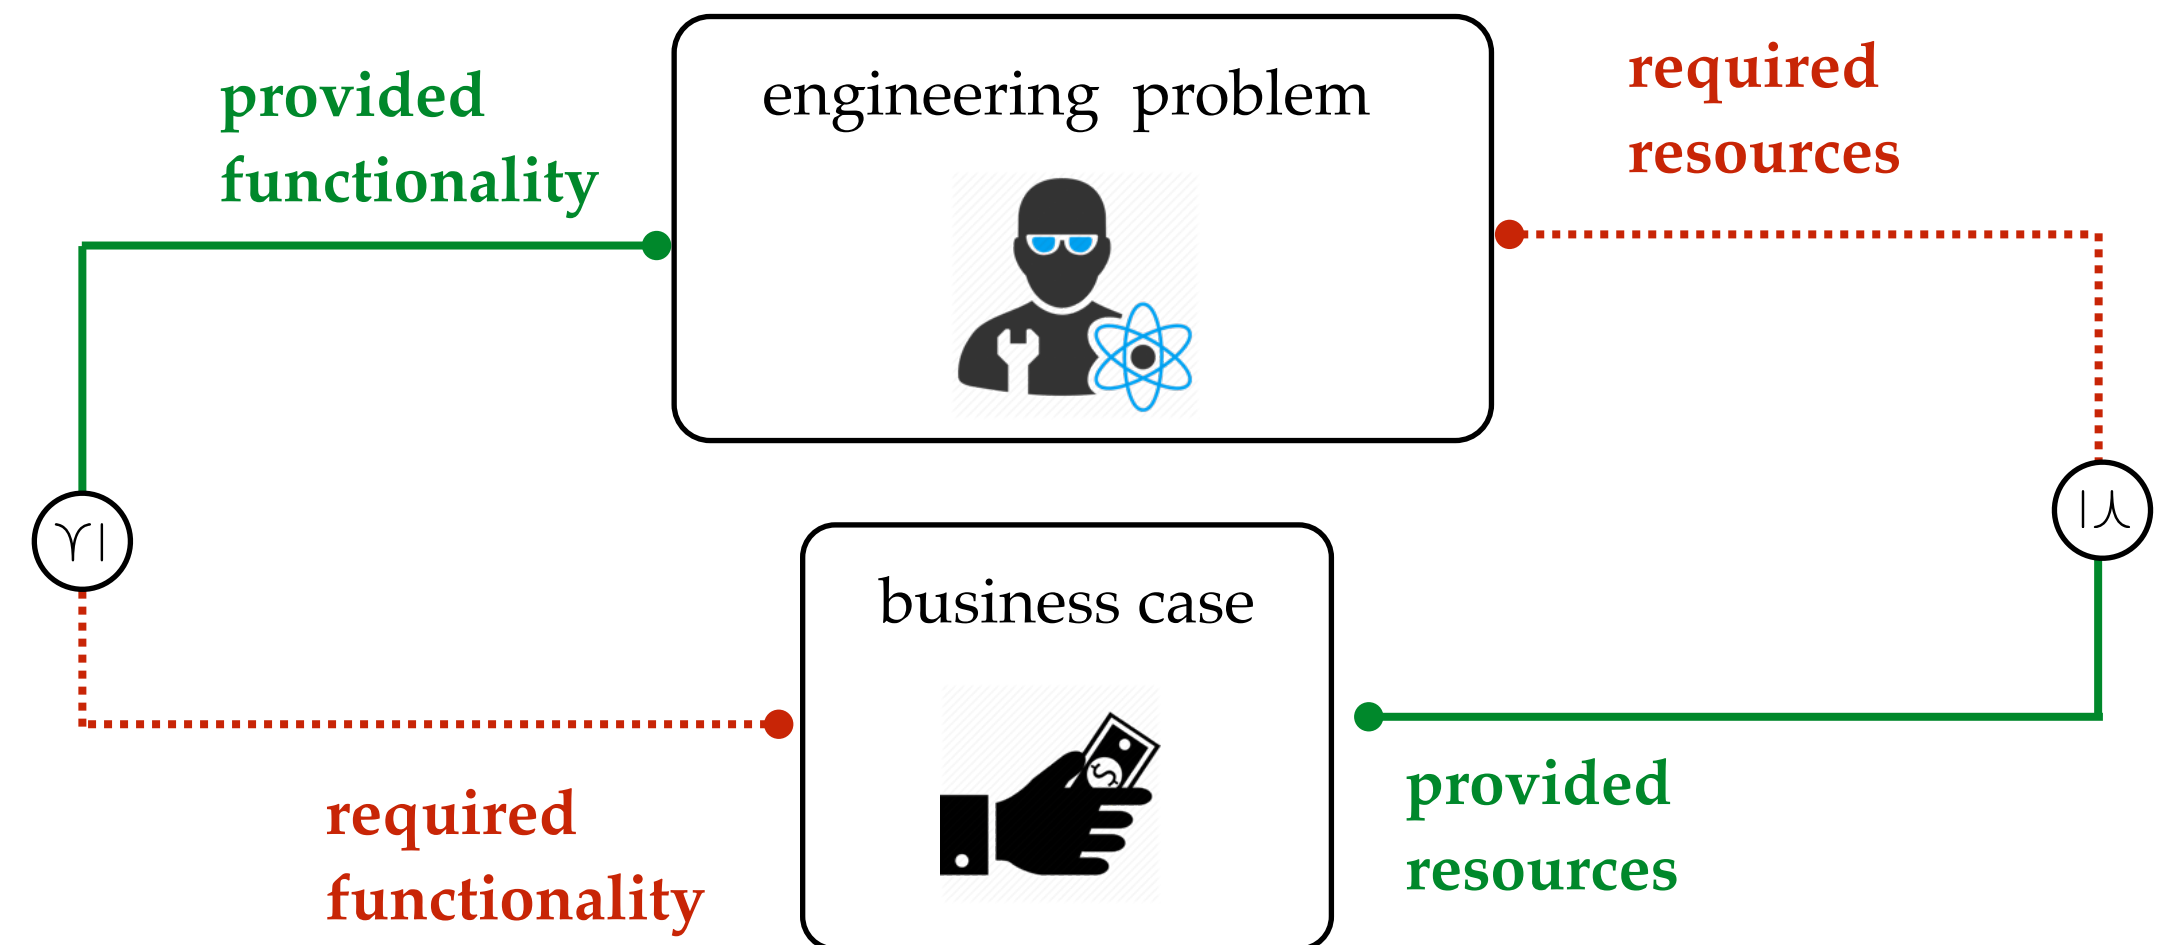 provided
functionality
engineering problem
required
resources
≽
≼
business case
$
required
functionality
provided
resources